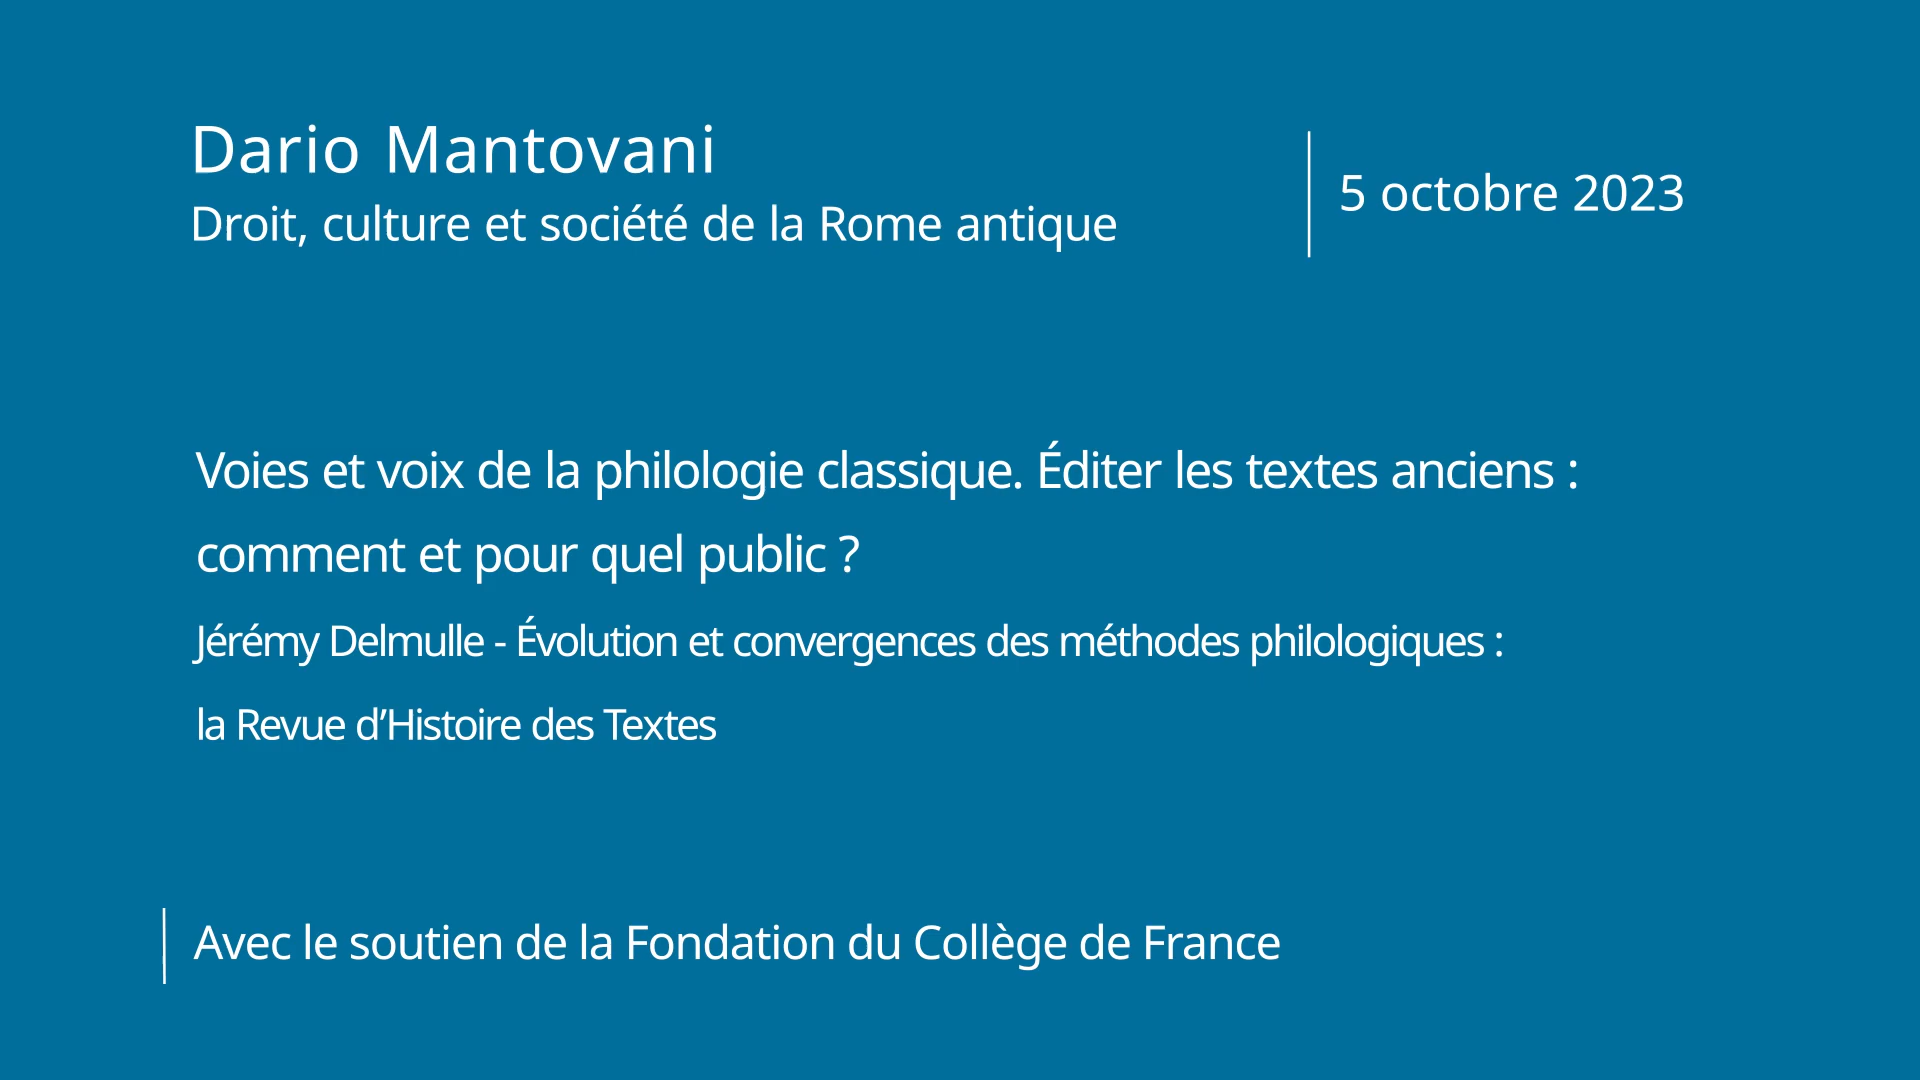 Dario Mantovani
Droit, culture et société de la Rome antique
5 octobre 2023
Voies et voix de la philologie classique. Éditer les textes anciens :
comment et pour quel public ?
Jérémy Delmulle - Évolution et convergences des méthodes philologiques :
la Revue d’Histoire des Textes
Avec le soutien de la Fondation du Collège de France